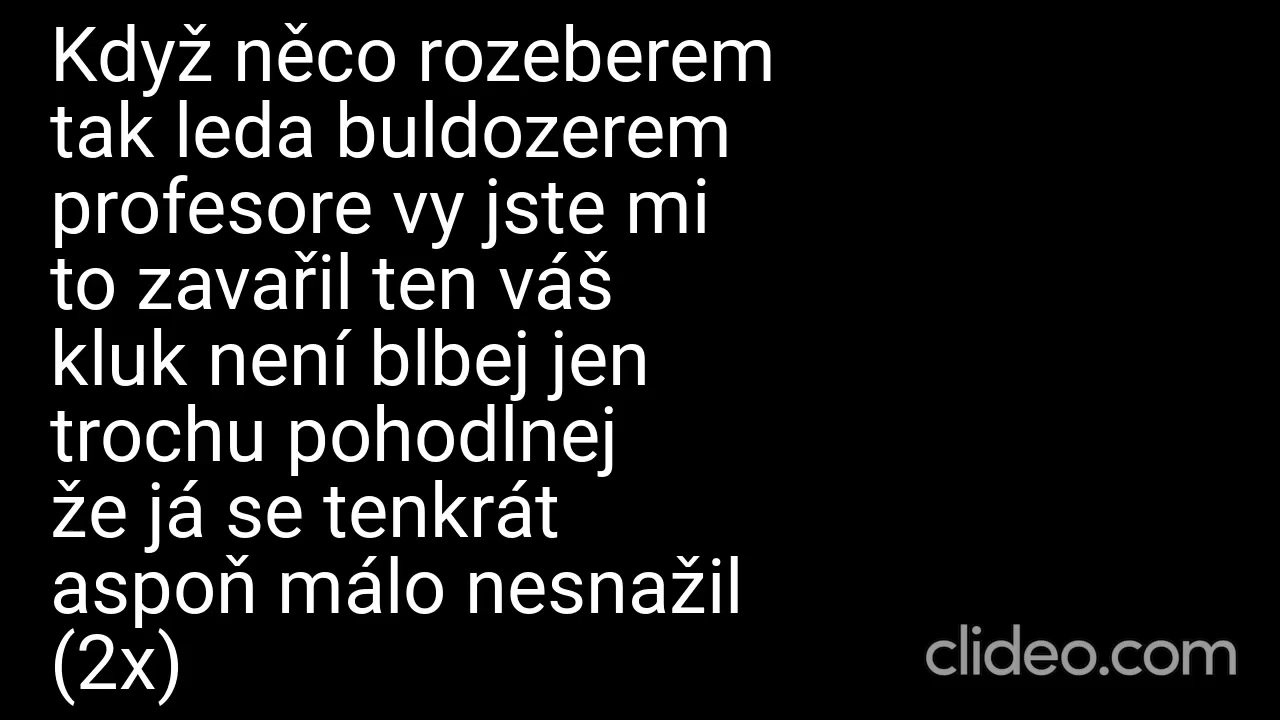 Když něco rozeberem
tak leda buldozerem
profesore vy jste mi
to zavařil ten váš
kluk není blbej jen
trochu pohodlnej
že já se tenkrát
aspoň málo nesnažil
(2x)
clideo.com